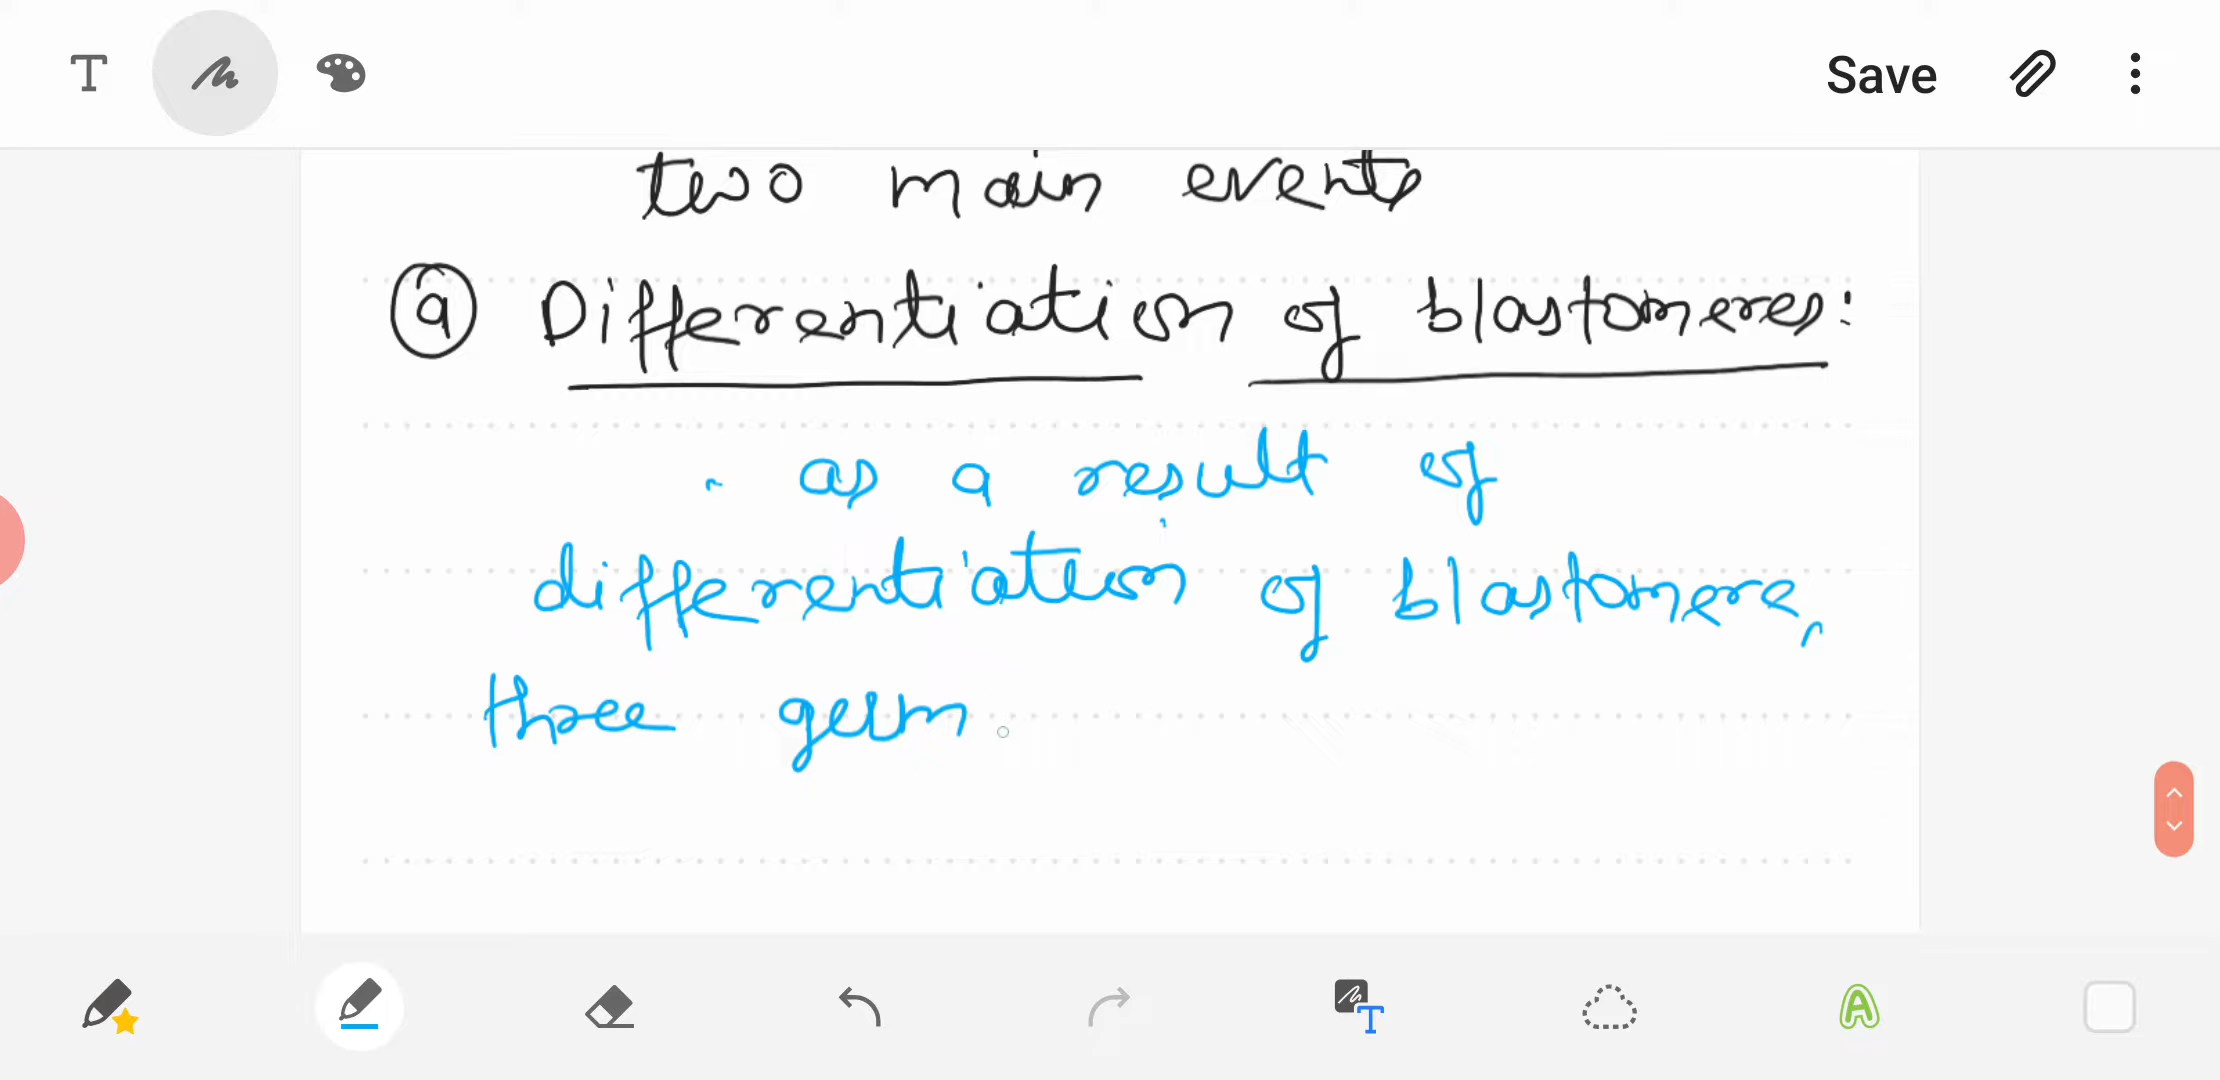 T Save
two main events
ⓐ Differentiation of blastomeres:
as a result of
differentiation of blastomere,
three germ
T A